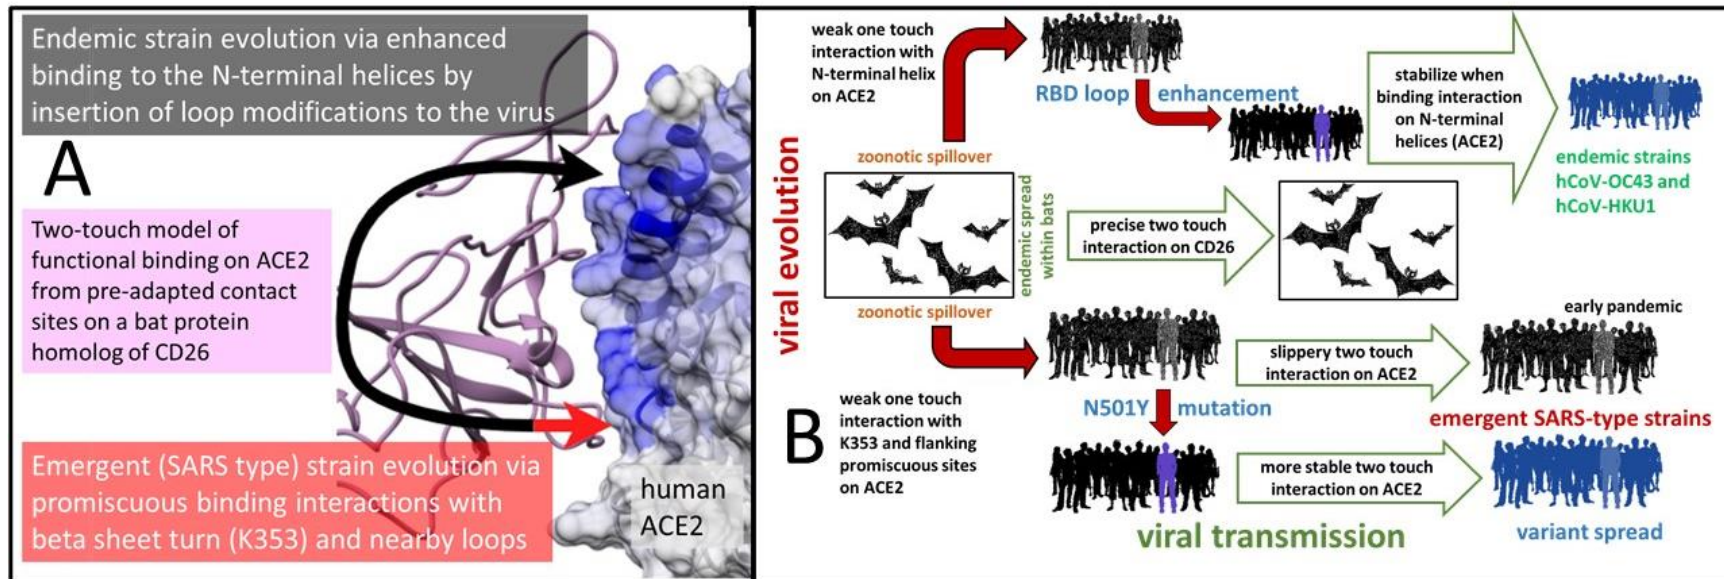 Endemic strain evolution via enhanced
binding to the N-terminal helices by
insertion of loop modifications to the virus
A
Two-touch model of
functional binding on ACE2
from pre-adapted contact
sites on a bat protein
homolog of CD26
Emergent (SARS type) strain evolution via
promiscuous binding interactions with
beta sheet turn (K353) and nearby loops
human
ACE2
viral evolution
weak one touch
interaction with
N-terminal helix
on ACE2
RBD loop enhancement
stabilize when
binding interaction
on N-terminal
helices (ACE2)
endemic strains
hCoV-OC43 and
hCoV-HKU1
zoonotic spillover
endemic spread
within bats
precise two touch
interaction on CD26
zoonotic spillover
early pandemic
slippery two touch
interaction on ACE2
emergent SARS-type strains
B
weak one touch
interaction with
K353 and flanking
promiscuous sites
on ACE2
N501Y mutation
more stable two touch
interaction on ACE2
variant spread
viral transmission